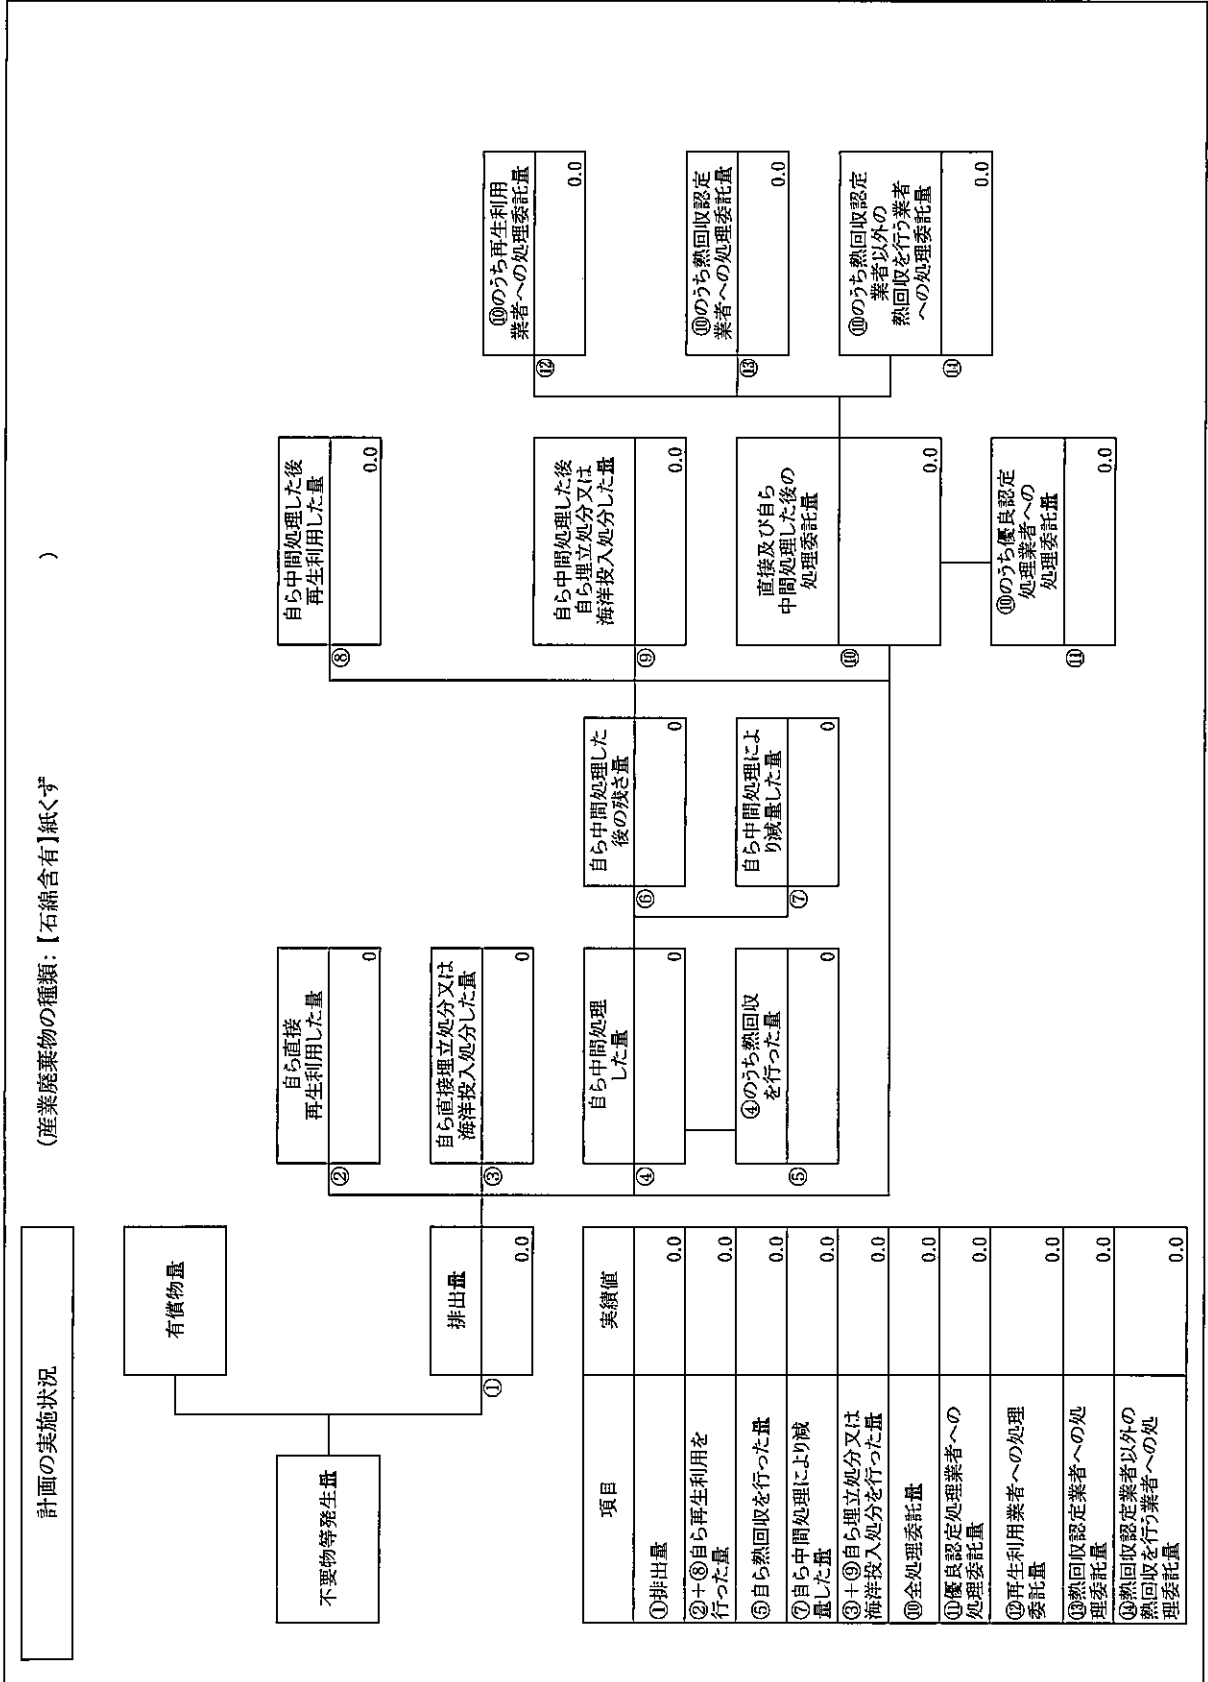 計画の実施状況
(産業廃棄物の種類：【石綿含有】紙くず　　　　)
不要物等発生量
有償物量
排出量
①
0.0
自ら直接
再生利用した量
②
0
自ら直接埋立処分又は
海洋投入処分した量
③
0
自ら中間処理
した量
④
0
④のうち熱回収
を行った量
⑤
0
自ら中間処理した
後の残さ量
⑥
0
自ら中間処理によ
り減量した量
⑦
0
自ら中間処理した後
再生利用した量
⑧
0.0
自ら中間処理した後
自ら埋立処分又は
海洋投入処分した量
⑨
0.0
直接及び自ら
中間処理した後の
処理委託量
⑩
0.0
⑩のうち優良認定
処理業者への
処理委託量
⑪
0.0
⑩のうち再生利用
業者への処理委託量
⑫
0.0
⑩のうち熱回収認定
業者への処理委託量
⑬
0.0
⑩のうち熱回収認定
業者以外の
熱回収を行う業者
への処理委託量
⑭
0.0
項目 実績値
①排出量 0.0
②+⑧自ら再生利用を
行った量 0.0
⑤自ら熱回収を行った量 0.0
⑦自ら中間処理により減
量した量 0.0
③+⑨自ら埋立処分又は
海洋投入処分を行った量 0.0
⑩全処理委託量 0.0
⑪優良認定処理業者への
処理委託量 0.0
⑫再生利用業者への処理
委託量 0.0
⑬熱回収認定業者への処
理委託量 0.0
⑭熱回収認定業者以外の
熱回収を行う業者への処
理委託量 0.0